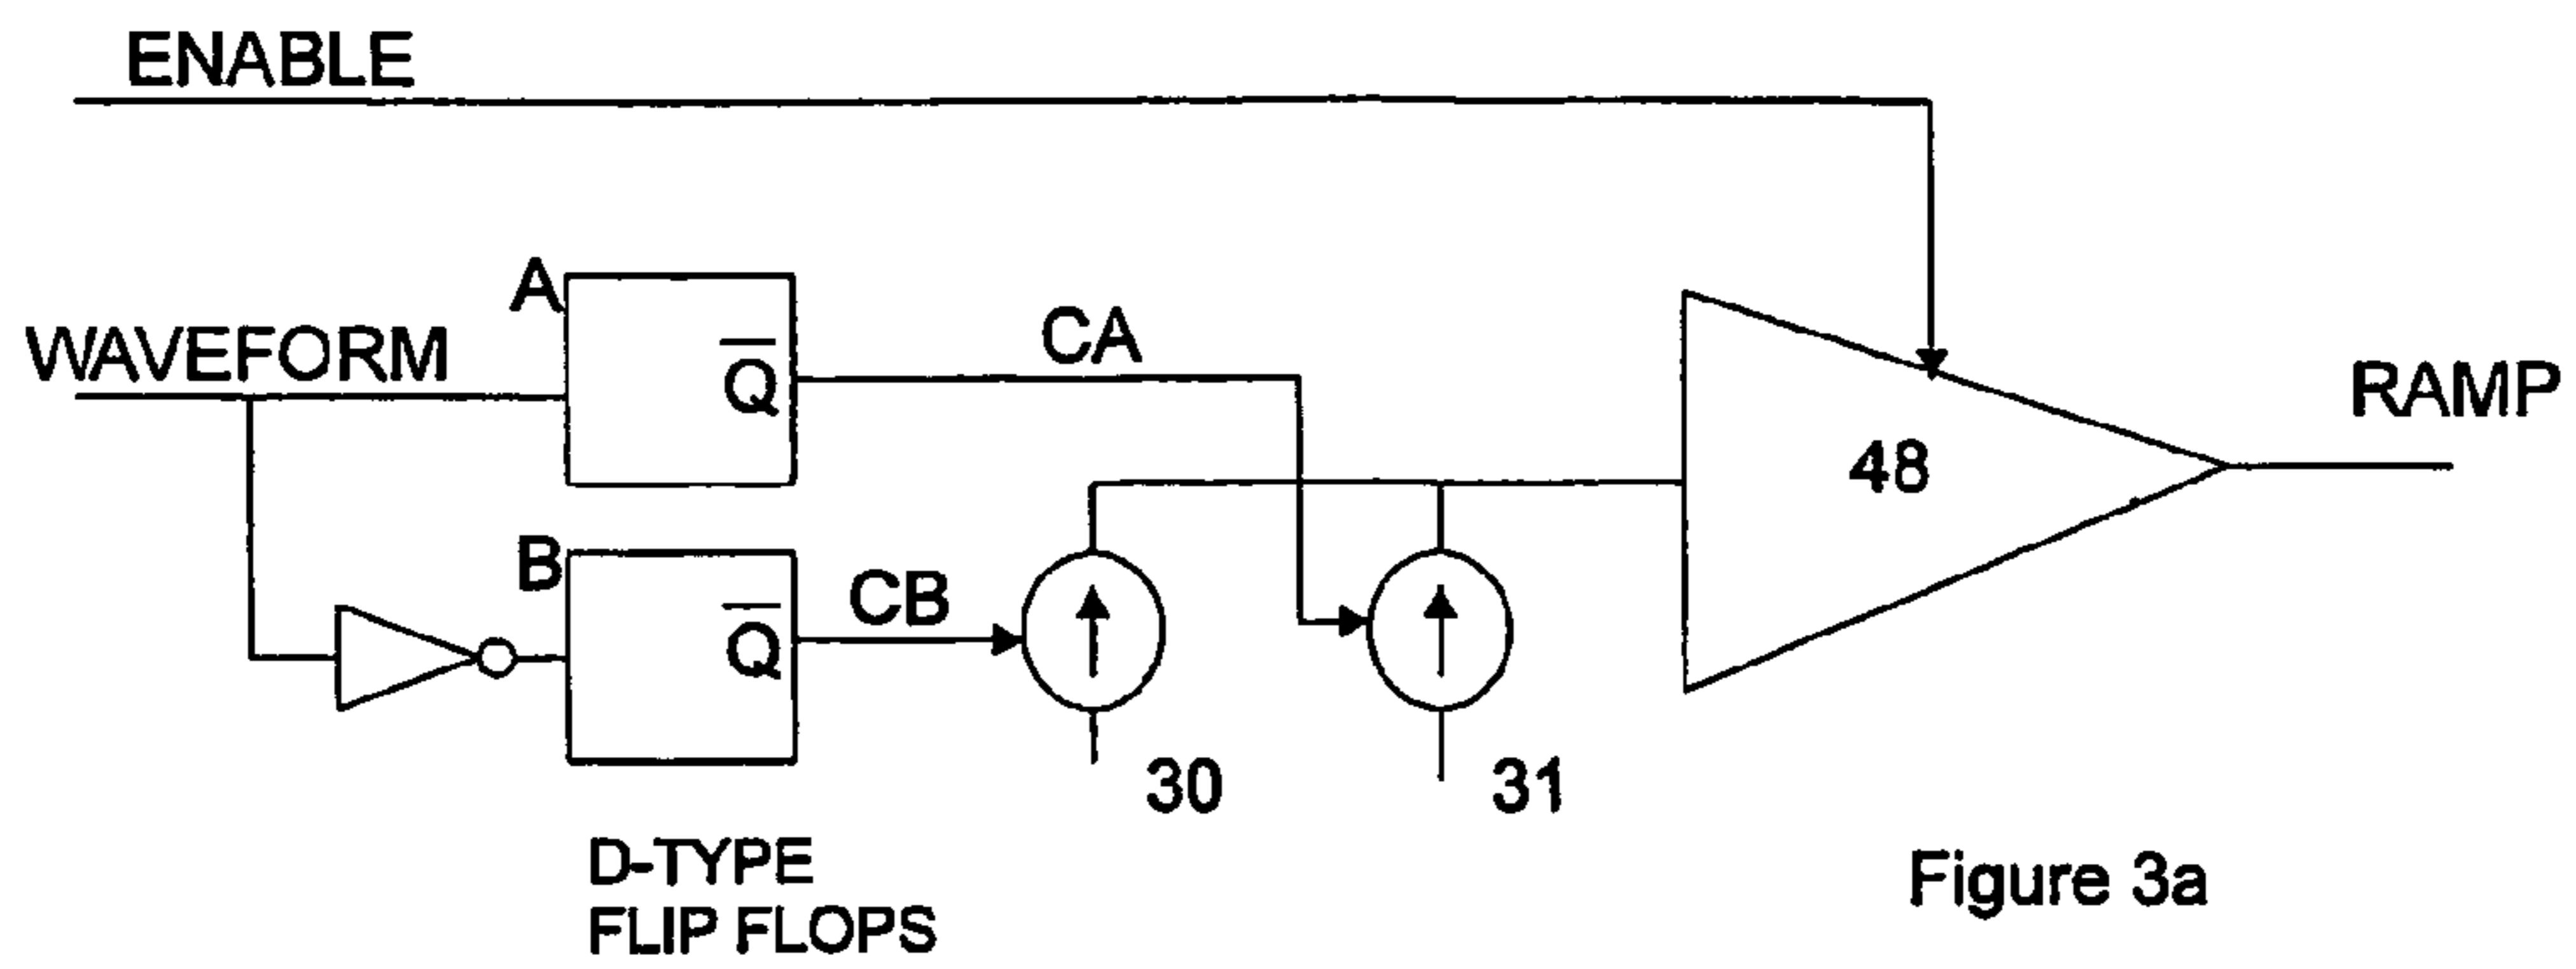 ENABLE
WAVEFORM
A
Q̅
CA
RAMP
48
B
Q̅
CB
30
31
D-TYPE
FLIP FLOPS
Figure 3a